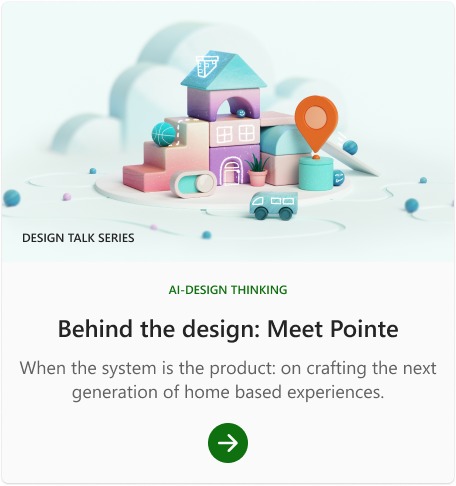 DESIGN TALK SERIES
AI-DESIGN THINKING
Behind the design: Meet Pointe
When the system is the product: on crafting the next
generation of home based experiences.